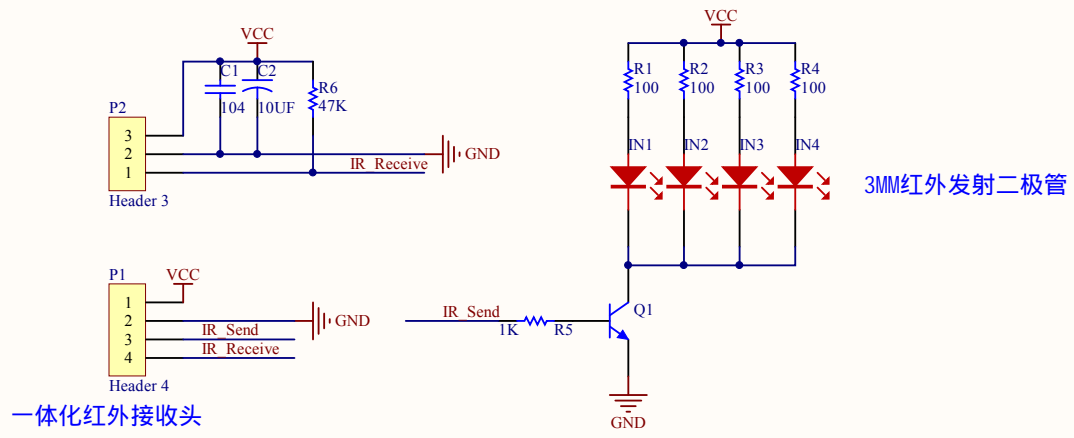 VCC
C1
C2
104
10UF
R6
47K
P2
3
2
1
GND
IR_Receive
Header 3
VCC
R1
100
R2
100
R3
100
R4
100
IN1
IN2
IN3
IN4
3MM红外发射二极管
P1
VCC
1
2
3
4
GND
IR_Send
IR_Receive
Header 4
一体化红外接收头
IR_Send
1K
R5
Q1
GND